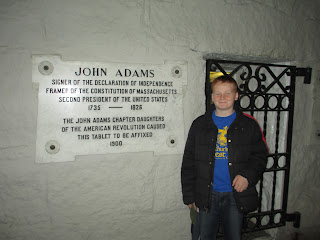 JOHN ADAMS
SIGNER OF THE DECLARATION OF INDEPENDENCE
FRAMER OF THE CONSTITUTION OF MASSACHUSETTS
SECOND PRESIDENT OF THE UNITED STATES
1735 — 1826
THE JOHN ADAMS CHAPTER DAUGHTERS
OF THE AMERICAN REVOLUTION CAUSED
THIS TABLET TO BE AFFIXED
1900